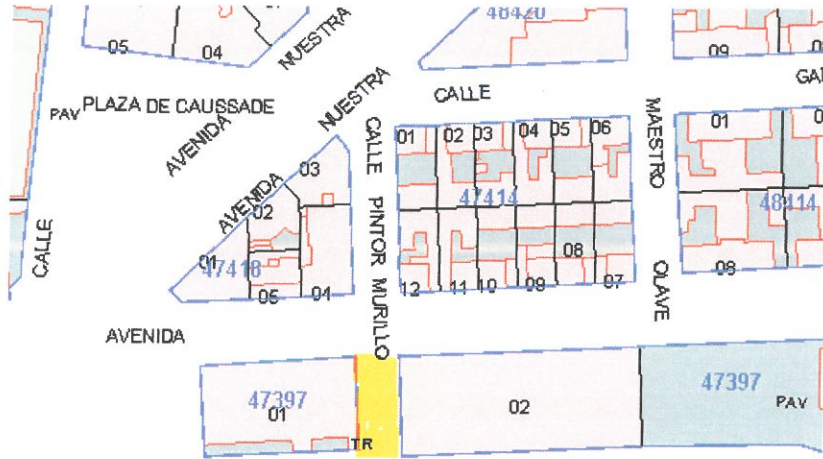 48420
05
04
09
NUESTRA
GA
PAV
PLAZA DE CAUSSADE
CALLE
AVENIDA
NUESTRA
CALLE PINTOR MURILLO
MAESTRO
01
02
03
04
05
06
01
03
02
AVENIDA
47414
48414
CALLE
01
47418
05
04
08
12
11
10
09
07
OLAVE
08
AVENIDA
47397
01
TR
02
47397
PAV